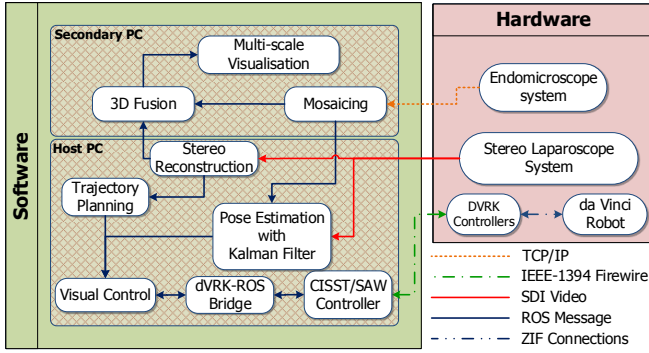 Hardware
Secondary PC
Multi-scale
Visualisation
3D Fusion
Mosaicing
Endomicroscope
system
Software
Host PC
Stereo
Reconstruction
Stereo Laparoscope
System
Trajectory
Planning
Pose Estimation
with
Kalman Filter
DVRK
Controllers
da Vinci
Robot
Visual Control
dVRK-ROS
Bridge
CISST/SAW
Controller
TCP/IP
IEEE-1394 Firewire
SDI Video
ROS Message
ZIF Connections